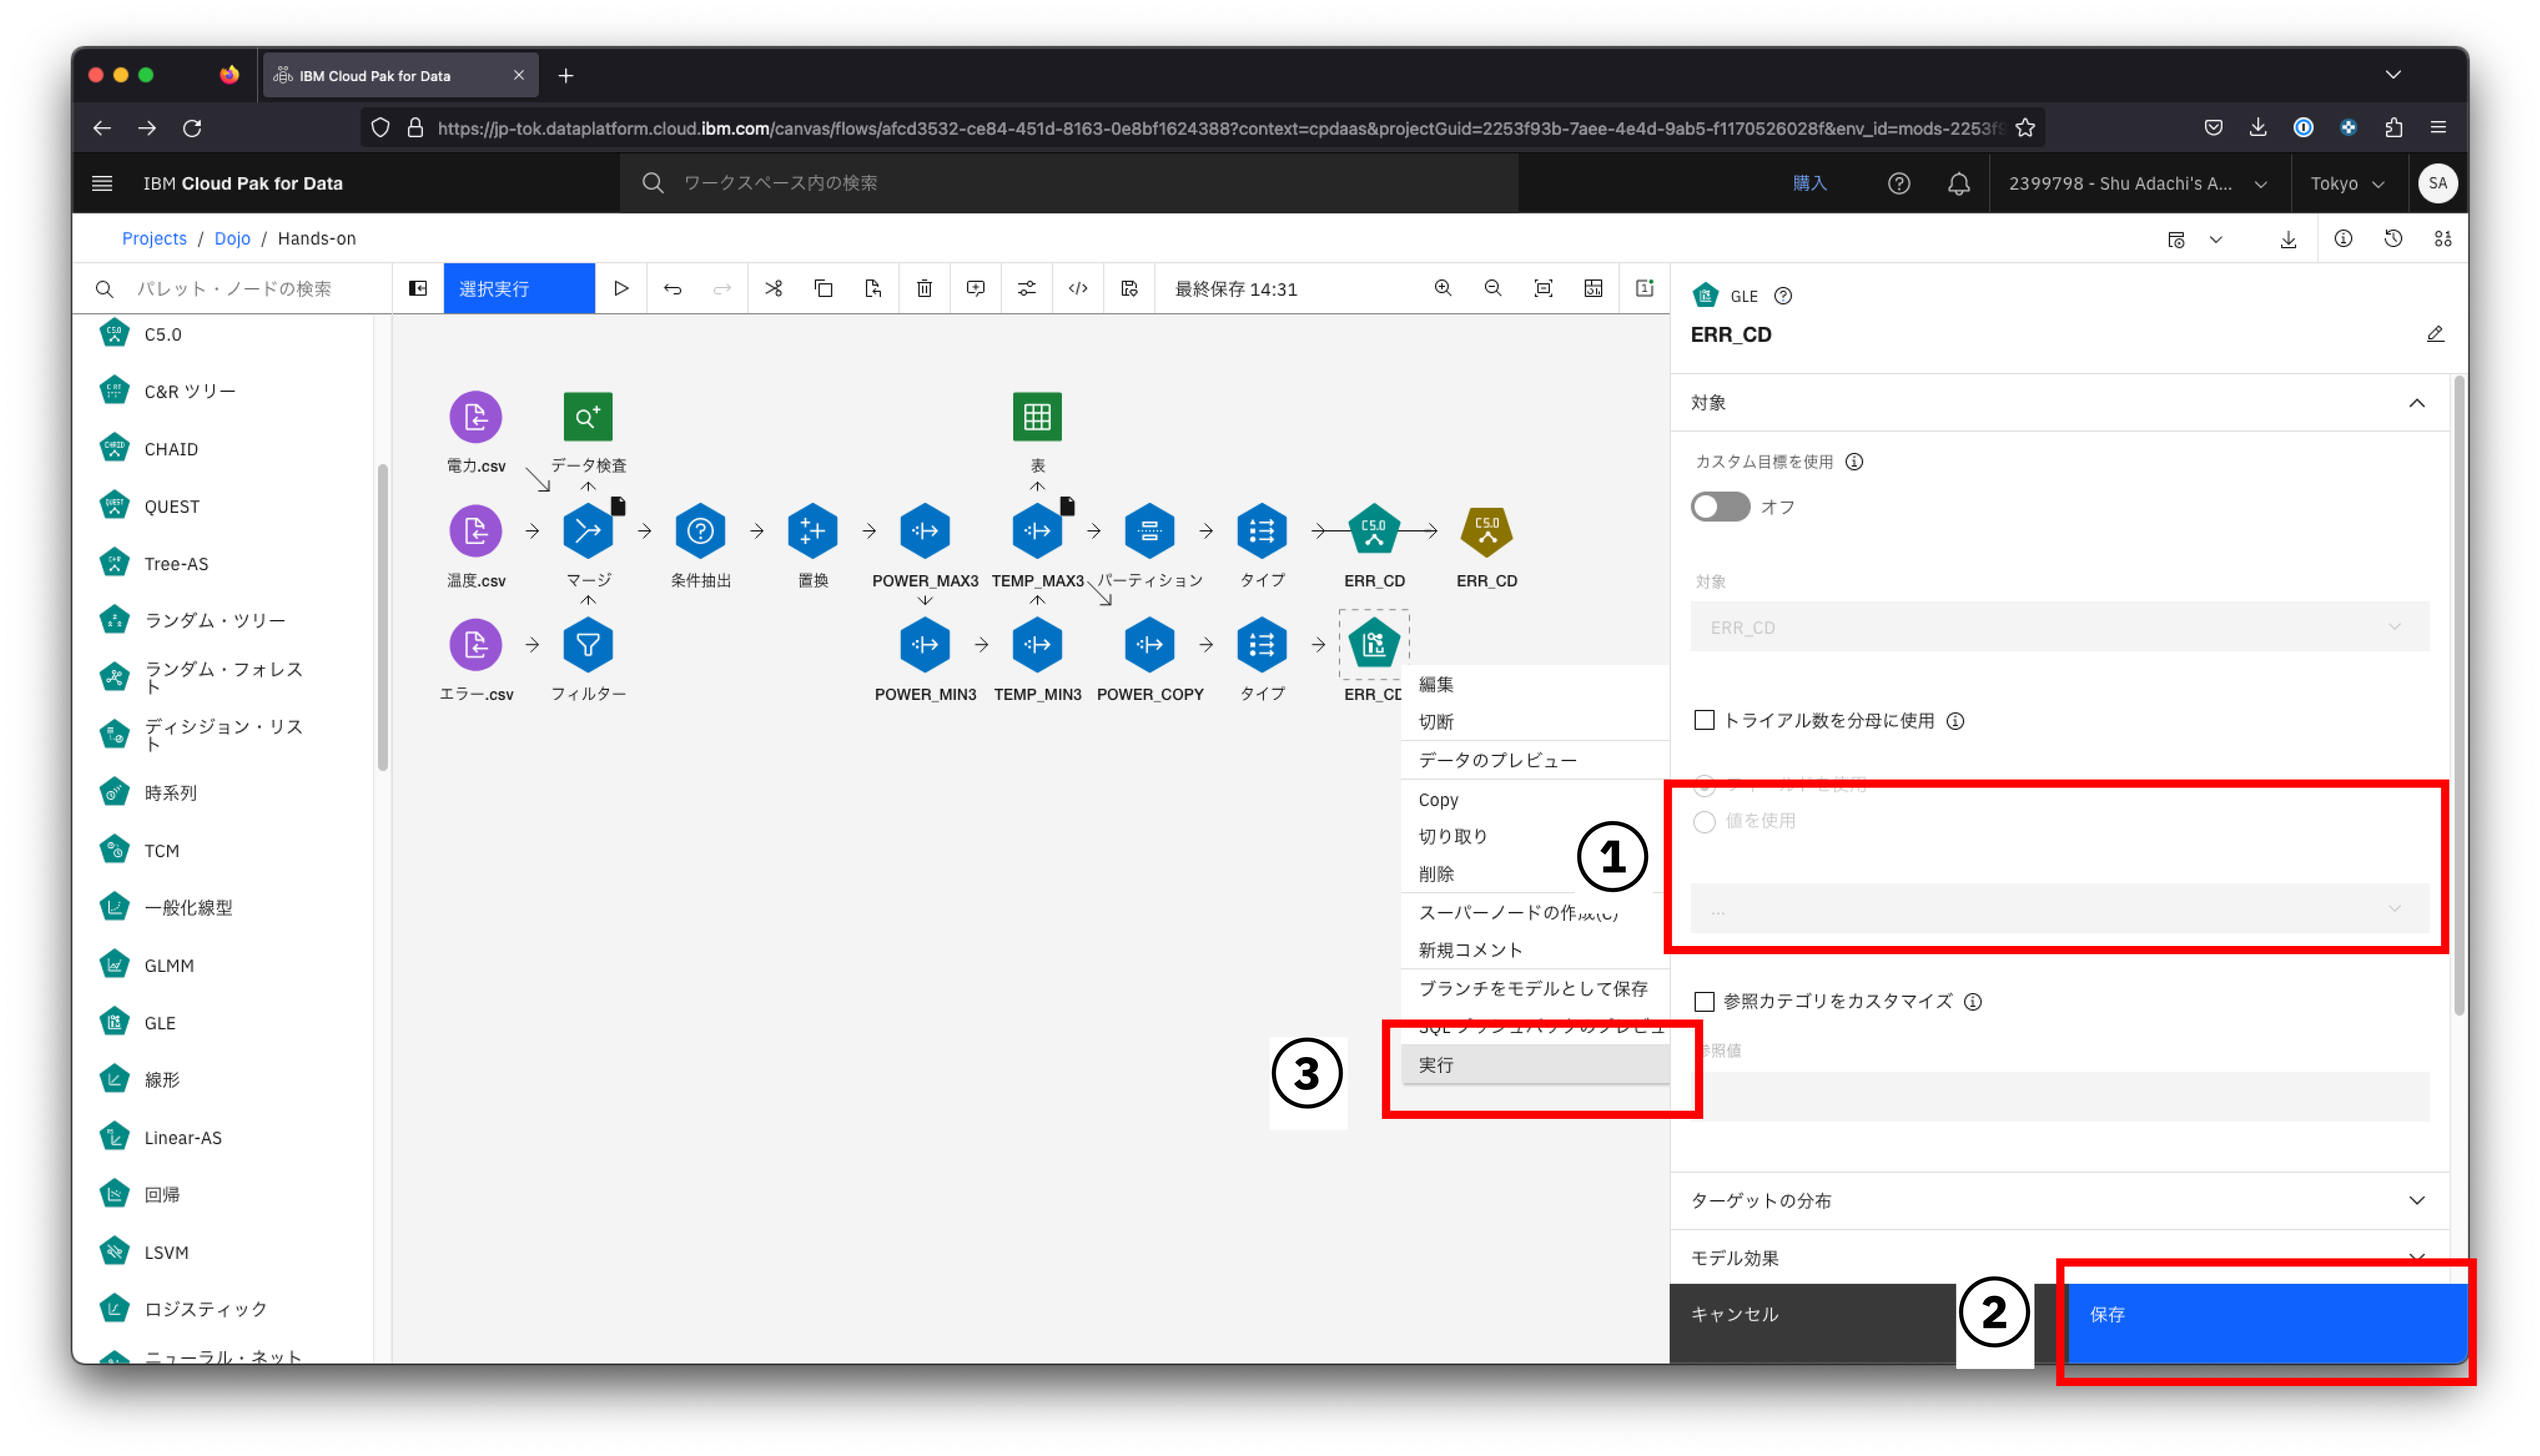 IBM Cloud Pak for Data
https://jp-tok.dataplatform.cloud.ibm.com/canvas/flows/afcd3532-ce84-451d-8163-0e8bf1624388?context=cpdaas&projectGuid=2253f93b-7aee-4e4d-9ab5-f1170526028f&env_id=mods-2253f9
IBM Cloud Pak for Data
ワークスペース内の検索
購入
2399798 - Shu Adachi's A...
Tokyo
SA
Projects / Dojo / Hands-on
パレット・ノードの検索
選択実行
最終保存 14:31
C5.0
C&R ツリー
CHAID
QUEST
Tree-AS
ランダム・ツリー
ランダム・フォレス
ト
ディシジョン・リス
ト
時系列
TCM
一般化線型
GLMM
GLE
線形
Linear-AS
回帰
LSVM
ロジスティック
ニューラル・ネット
電力.csv
データ検査
表
C5.0
C5.0
温度.csv
マージ
条件抽出
置換
POWER_MAX3
TEMP_MAX3
パーティション
タイプ
ERR_CD
ERR_CD
エラー.csv
フィルター
POWER_MIN3
TEMP_MIN3
POWER_COPY
タイプ
ERR_CD
編集
切断
データのプレビュー
Copy
切り取り
削除
スーパーノードの作成(C)
新規コメント
ブランチをモデルとして保存
SQL プッシュバックのプレビュ
実行
1
3
GLE
ERR_CD
対象
カスタム目標を使用
オフ
対象
ERR_CD
トライアル数を分母に使用
フィールドを使用
値を使用
...
参照カテゴリをカスタマイズ
参照値
ターゲットの分布
モデル効果
キャンセル
2
保存